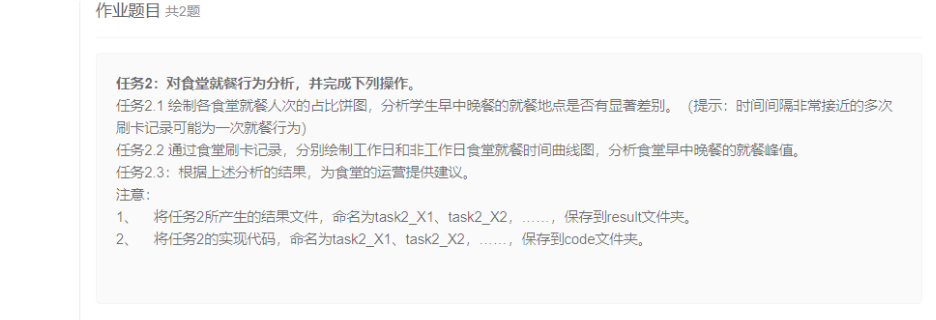 作业题目 共2题
任务2：对食堂就餐行为分析，并完成下列操作。
任务2.1 绘制各食堂就餐人次的占比饼图，分析学生早中晚餐的就餐地点是否有显著差别。（提示：时间间隔非常接近的多次
刷卡记录可能为一次就餐行为）
任务2.2 通过食堂刷卡记录，分别绘制工作日和非工作日食堂就餐时间曲线图，分析食堂早中晚餐的就餐峰值。
任务2.3：根据上述分析的结果，为食堂的运营提供建议。
注意：
1、 将任务2所产生的结果文件，命名为task2_X1、task2_X2，……，保存到result文件夹。
2、 将任务2的实现代码，命名为task2_X1、task2_X2，……，保存到code文件夹。